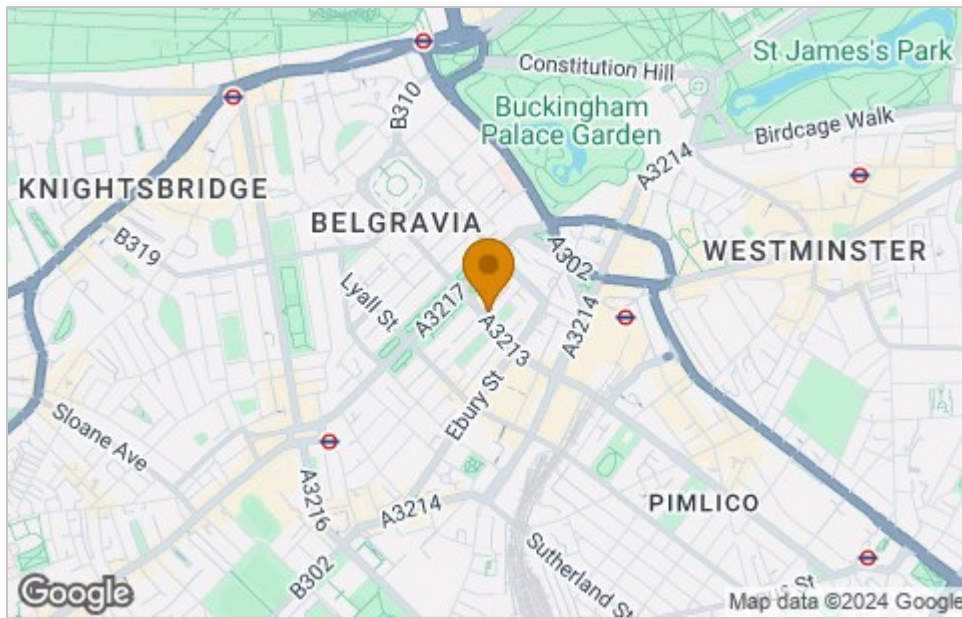 Constitution Hill
St James's Park
B310
Buckingham
Palace Garden
Birdcage Walk
A3214
KNIGHTSBRIDGE
BELGRAVIA
B319
A302
WESTMINSTER
Lyall St
A3217
A3213
A3214
Ebury St
Sloane Ave
A3216
A3214
PIMLICO
B302
Sutherland St
St
Google
Map data ©2024 Google